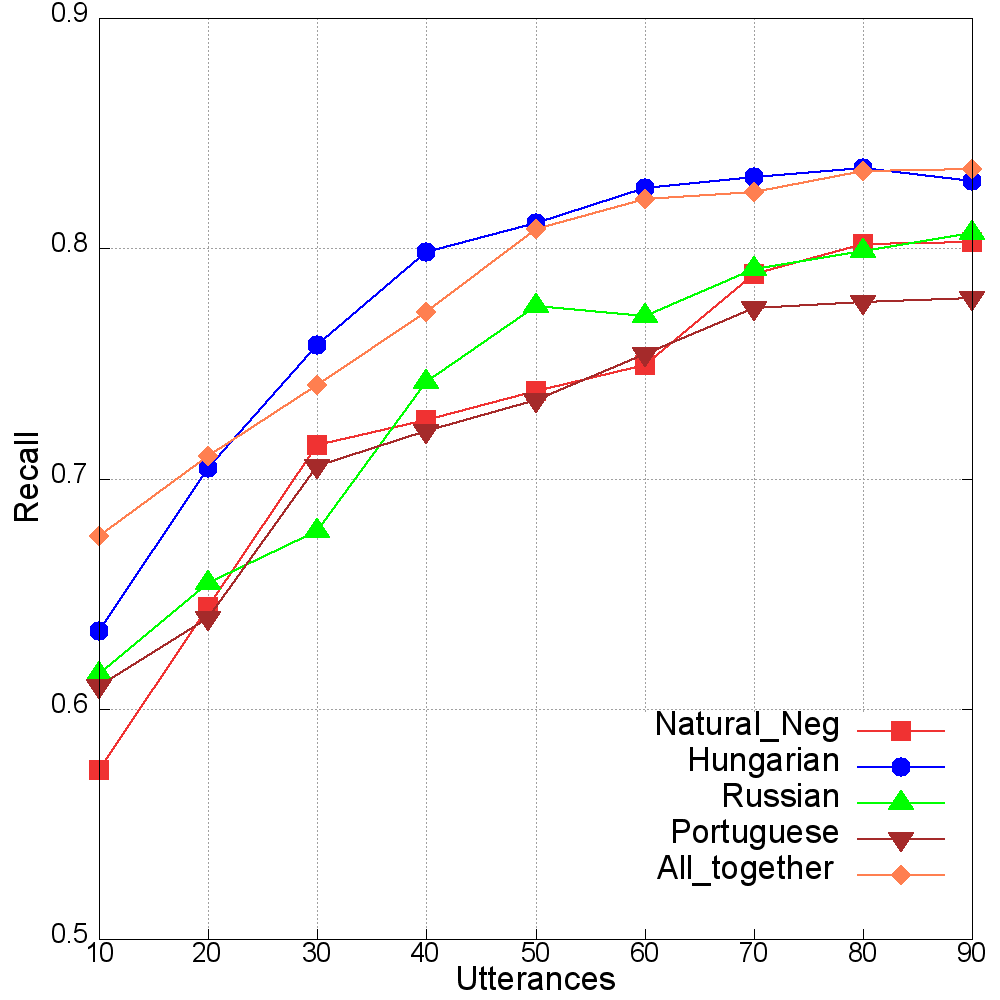 0.9
0.8
0.7
0.6
0.5
Recall
Natural_Neg
Hungarian
Russian
Portuguese
All_together
10 20 30 40 50 60 70 80 90
Utterances